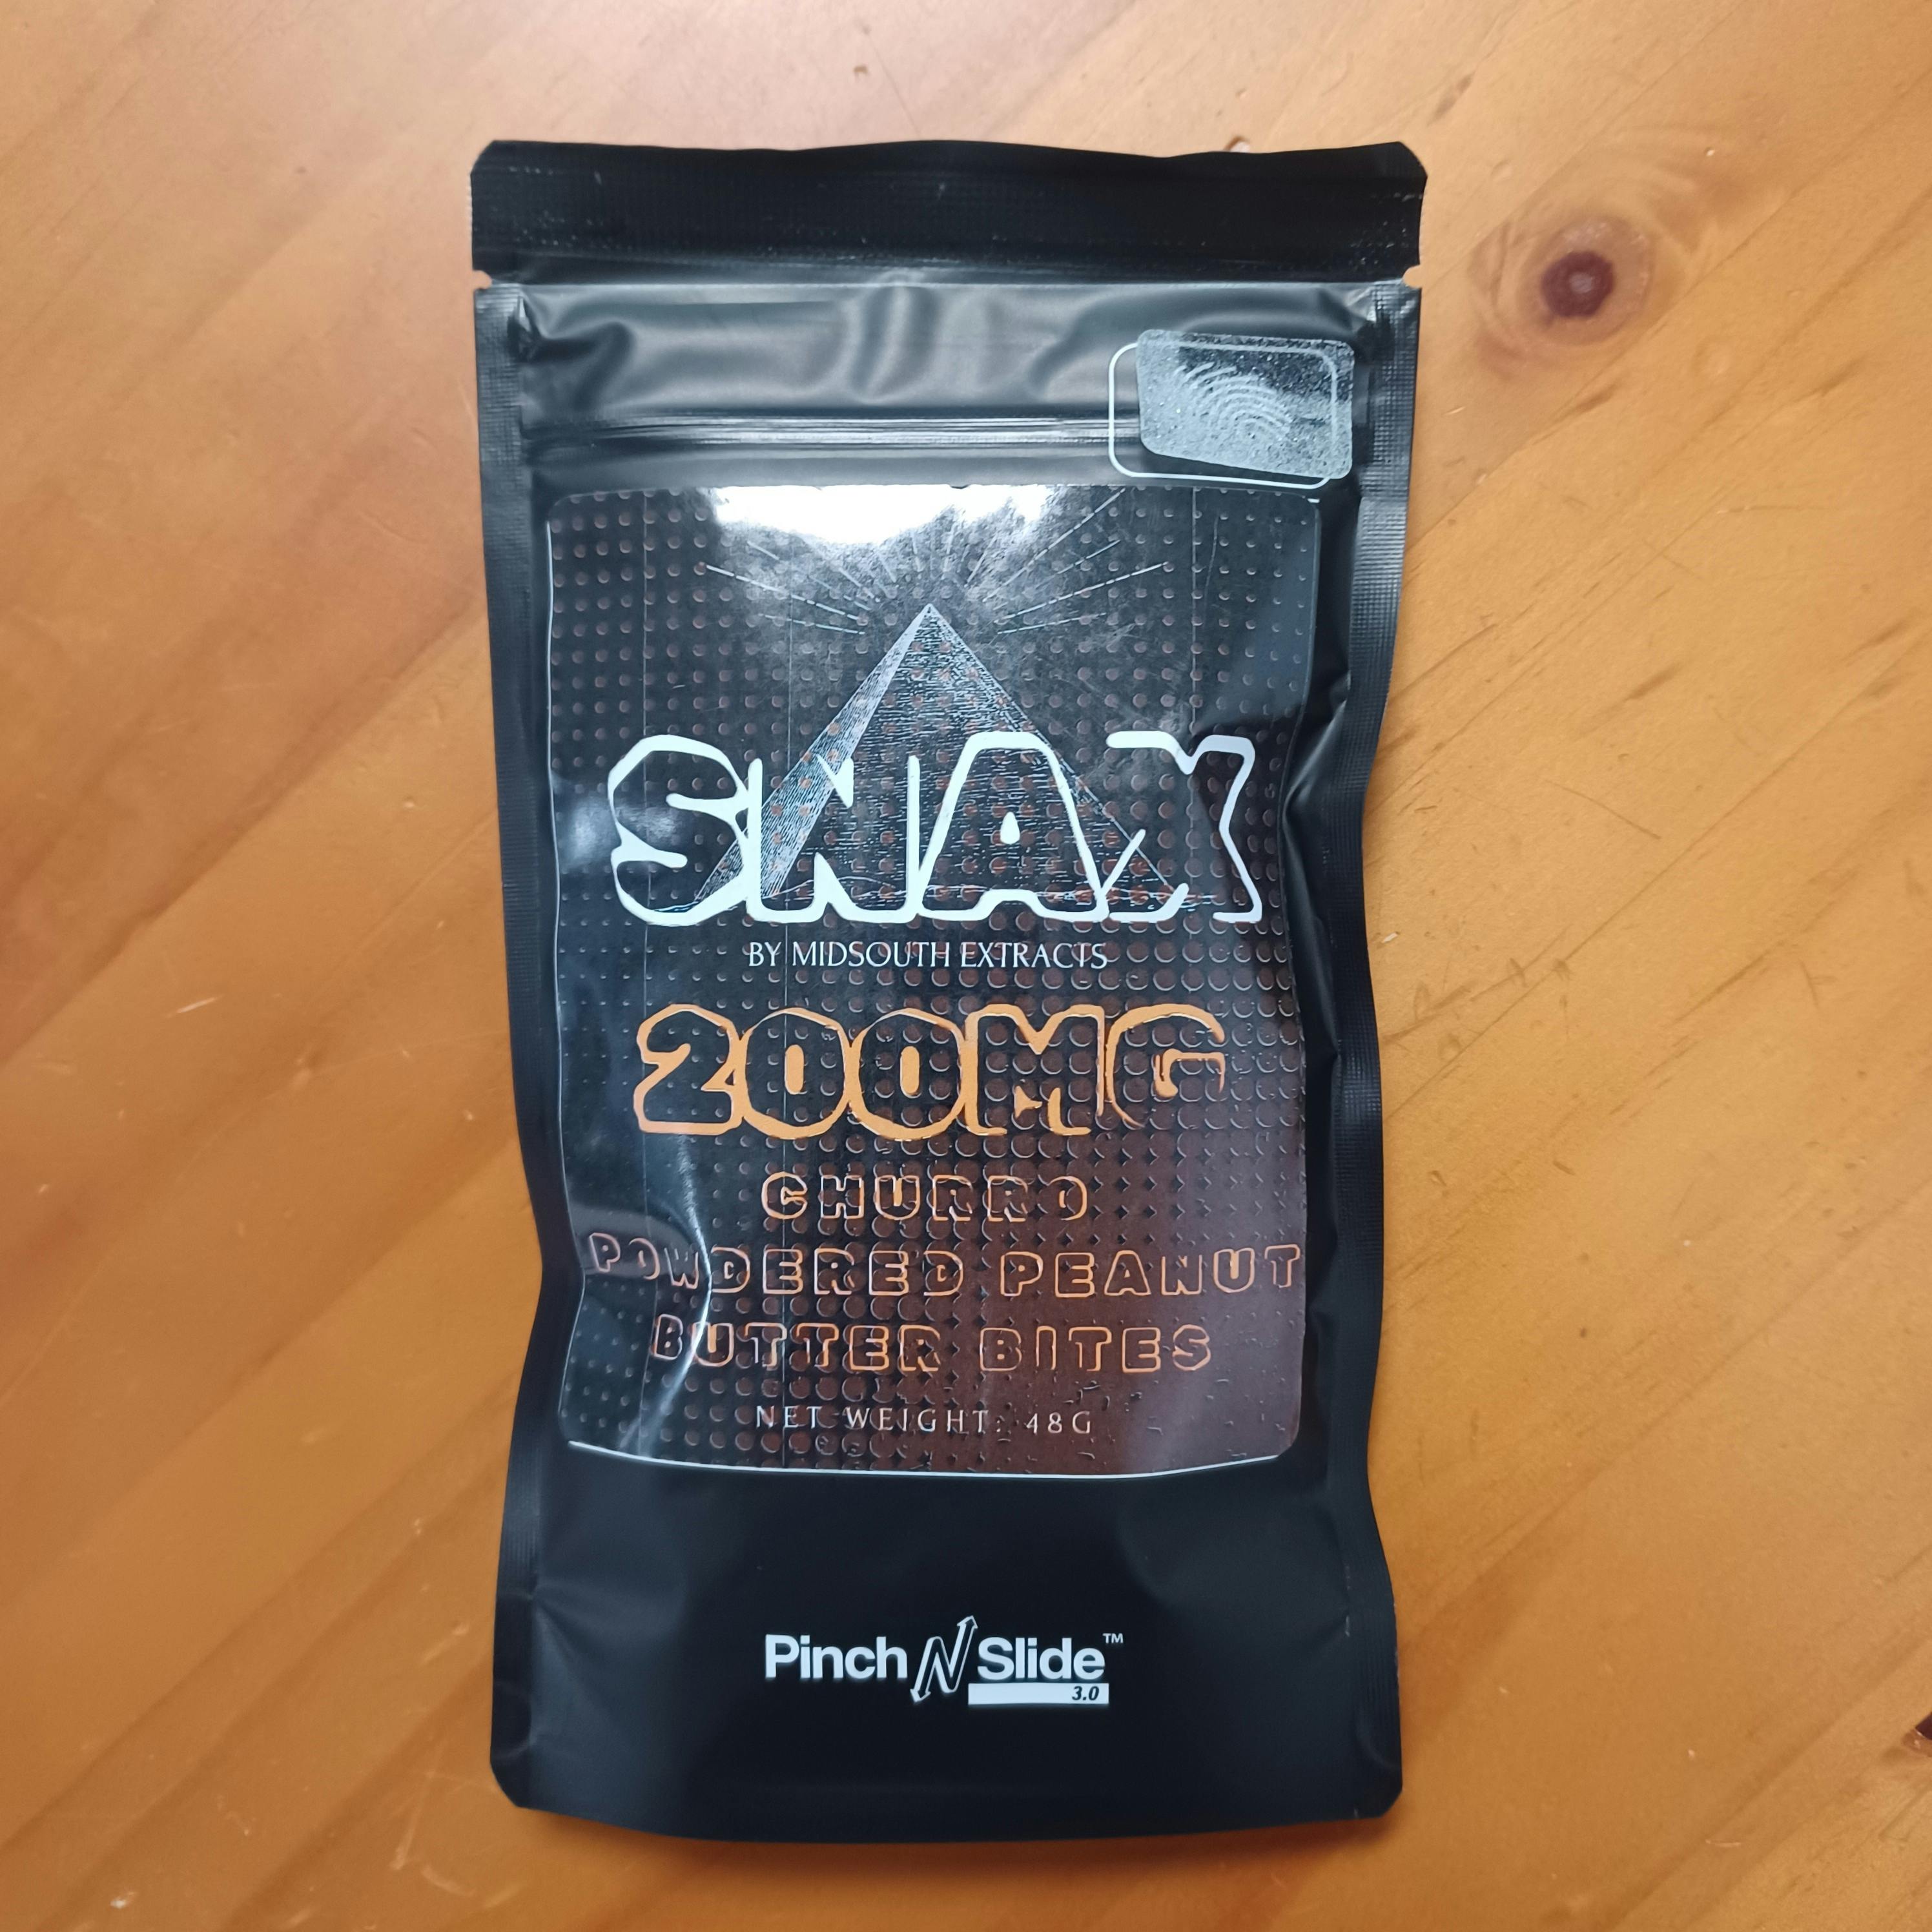 SNAX
BY MIDSOUTH EXTRACTS
200MG
CHURRO
POWDERED PEANUT
BUTTER BITES
NET WEIGHT: 48G
Pinch N Slide™
3.0